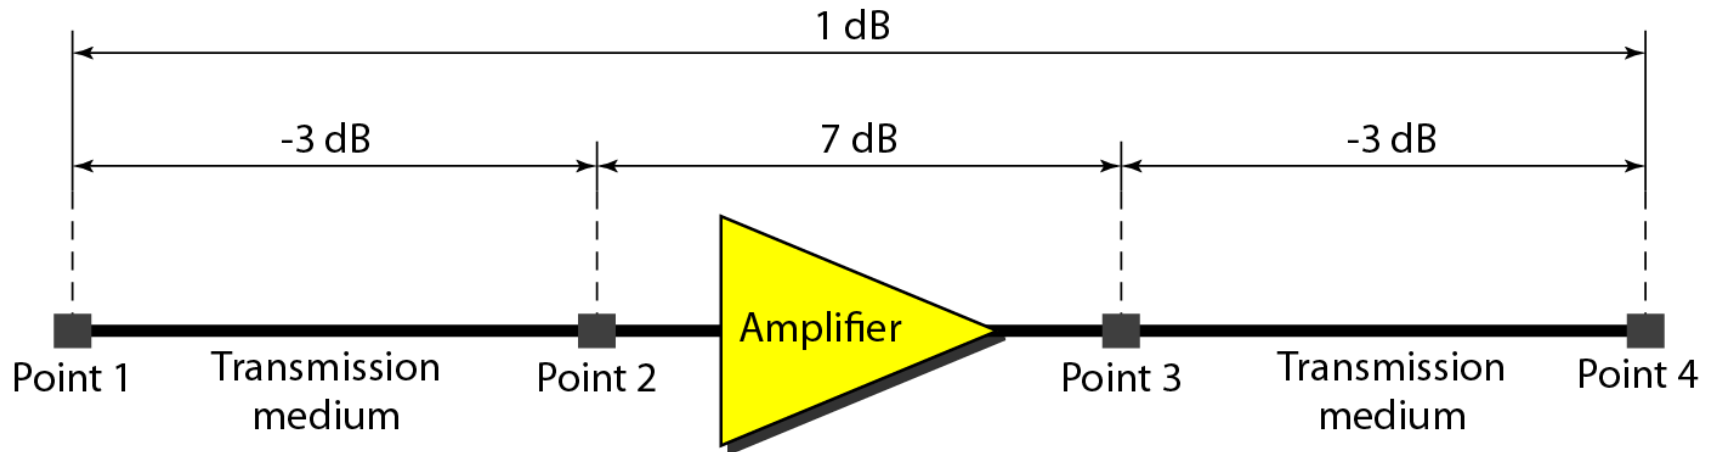 1 dB
-3 dB
7 dB
-3 dB
Amplifier
Point 1
Transmission
medium
Point 2
Point 3
Transmission
medium
Point 4